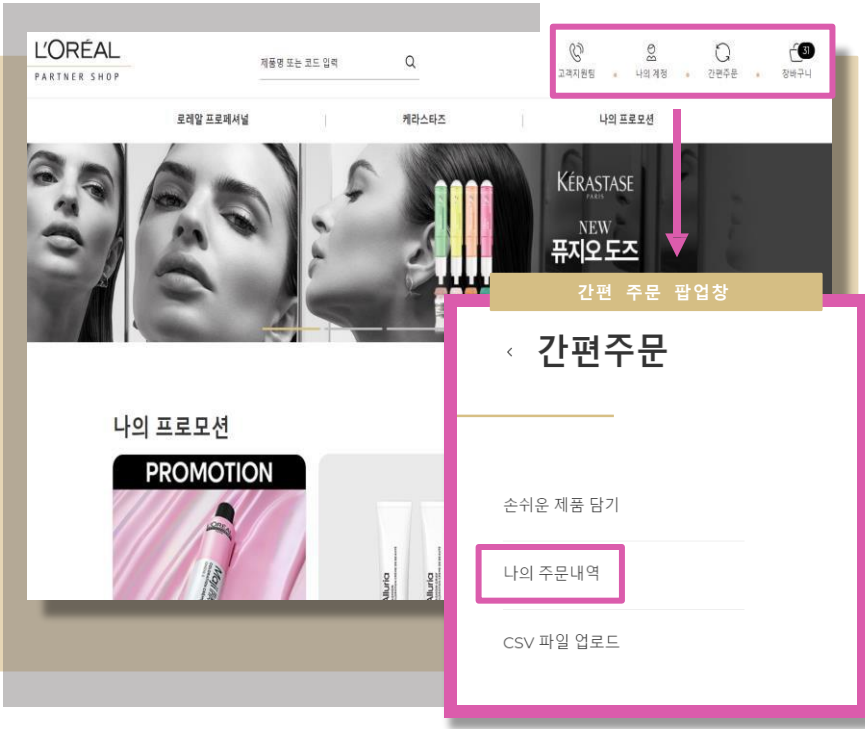 L'ORÉAL
PARTNER SHOP
제품명 또는 코드 입력
고객지원팀
나의 계정
간편주문
31
장바구니
로레알 프로페셔널
케라스타즈
나의 프로모션
KÉRASTASE
PARIS
NEW
퓨지오 도즈
간편 주문 팝업창
간편주문
손쉬운 제품 담기
나의 주문내역
CSV 파일 업로드
나의 프로모션
PROMOTION
L'ORÉAL
Alluria
Alluria